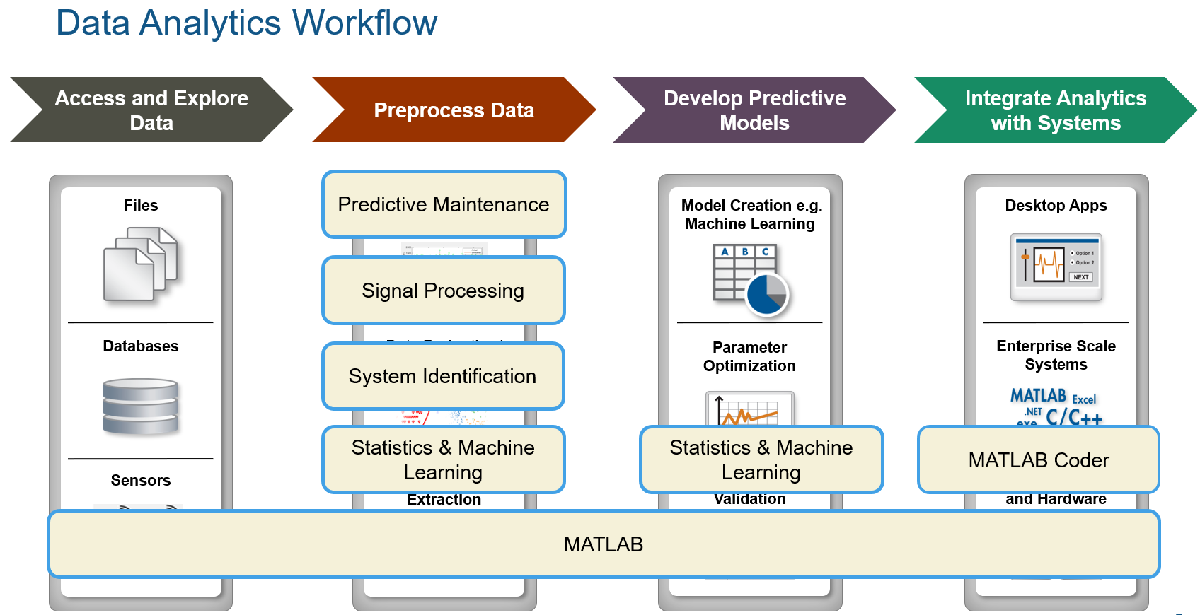 Data Analytics Workflow
Access and Explore
Data
Preprocess Data
Develop Predictive
Models
Integrate Analytics
with Systems
Files
Databases
Sensors
Predictive Maintenance
Signal Processing
System Identification
Statistics & Machine
Learning
Extraction
Model Creation e.g.
Machine Learning
A B C
Parameter
Optimization
Statistics & Machine
Learning
Validation
Desktop Apps
NEXT
Enterprise Scale
Systems
MATLAB Excel
.NET C/C++
.exe
MATLAB Coder
and Hardware
MATLAB